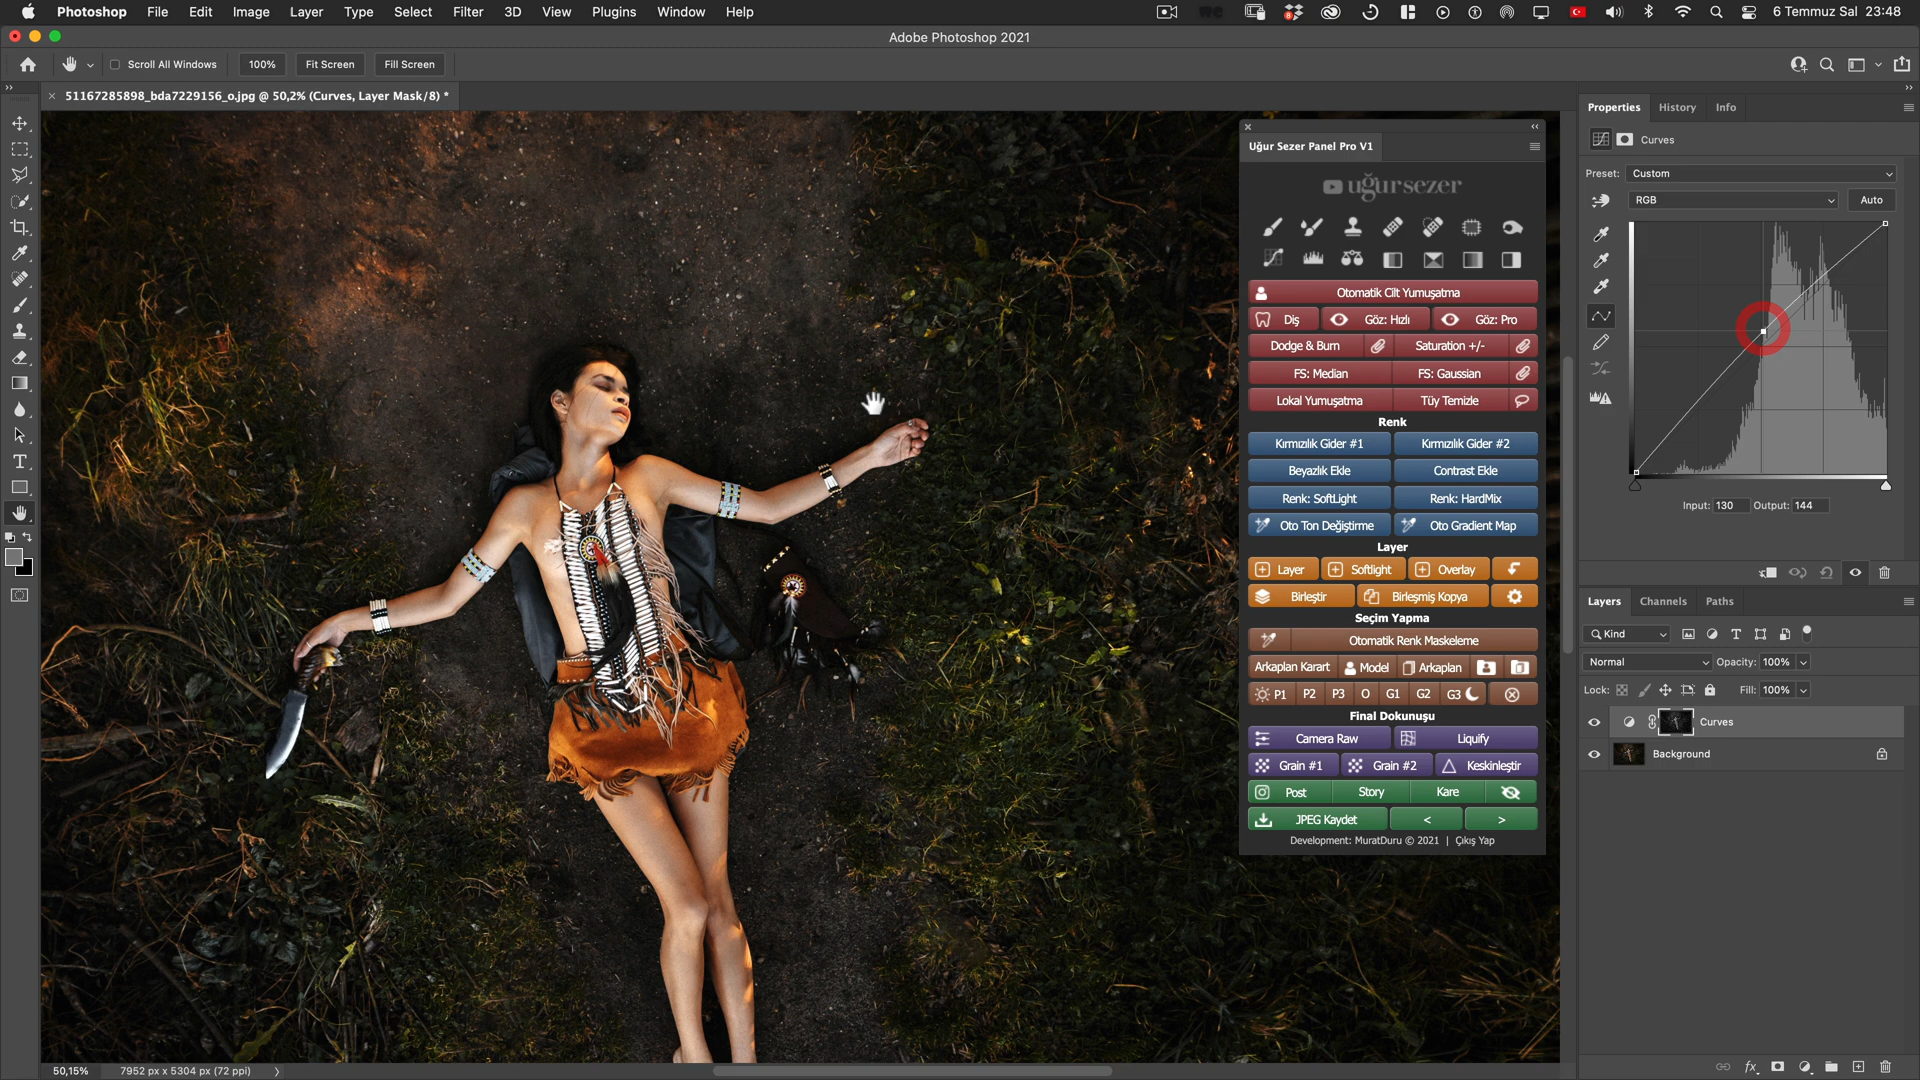 Photoshop File Edit Image Layer Type Select Filter 3D View Plugins Window Help 6 Temmuz Sal 23:48
Adobe Photoshop 2021
Scroll All Windows 100% Fit Screen Fill Screen
51167285898_bda7229156_o.jpg @ 50,2% (Curves, Layer Mask/8) *
Uğur Sezer Panel Pro V1
uğursezer
Otomatik Cilt Yumuşatma
Diş Göz: Hızlı Göz: Pro
Dodge & Burn Saturation +/-
FS: Median FS: Gaussian
Lokal Yumuşatma Tüy Temizle
Renk
Kırmızılık Gider #1 Kırmızılık Gider #2
Beyazlık Ekle Contrast Ekle
Renk: SoftLight Renk: HardMix
Oto Ton Değiştirme Oto Gradient Map
Layer
Layer Softlight Overlay
Birleştir Birleşmiş Kopya
Seçim Yapma
Otomatik Renk Maskeleme
Arkaplan Karart Model Arkaplan
P1 P2 P3 O G1 G2 G3
Final Dokunuşu
Camera Raw Liquify
Grain #1 Grain #2 Keskinleştir
Post Story Kare
JPEG Kaydet < >
Development: MuratDuru © 2021 | Çıkış Yap
Properties History Info
Curves
Preset: Custom
RGB Auto
Input: 130 Output: 144
Layers Channels Paths
Kind
Normal Opacity: 100%
Lock: Fill: 100%
Curves
Background
50,15% 7952 px x 5304 px (72 ppi)